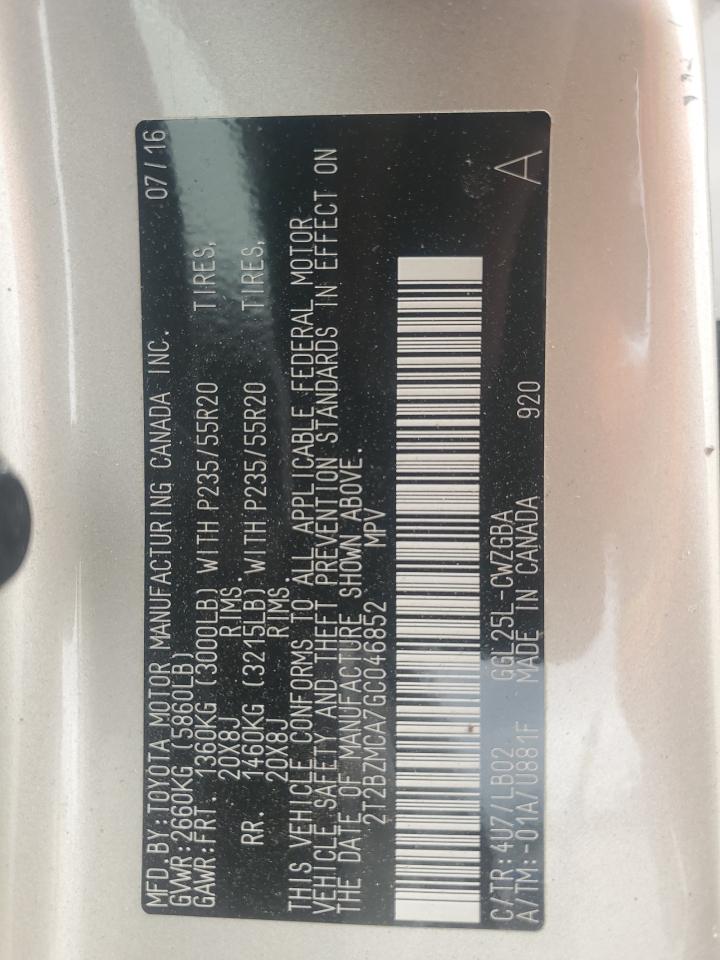 MFD.BY:TOYOTA MOTOR MANUFACTURING CANADA INC. 07/16
GVWR:2660KG (5860LB)
GAWR:FRT. 1360KG (3000LB) WITH P235/55R20 TIRES,
20X8J RIMS.
RR. 1460KG (3215LB) WITH P235/55R20 TIRES,
20X8J RIMS.
THIS VEHICLE CONFORMS TO ALL APPLICABLE FEDERAL MOTOR
VEHICLE SAFETY AND THEFT PREVENTION STANDARDS IN EFFECT ON
THE DATE OF MANUFACTURE SHOWN ABOVE.
2T2BZMCA7GC046852 MPV
C/TR:4U7/LB02 GGL25L-CWZGBA
A/TM:-01A/U881F MADE IN CANADA 920 A